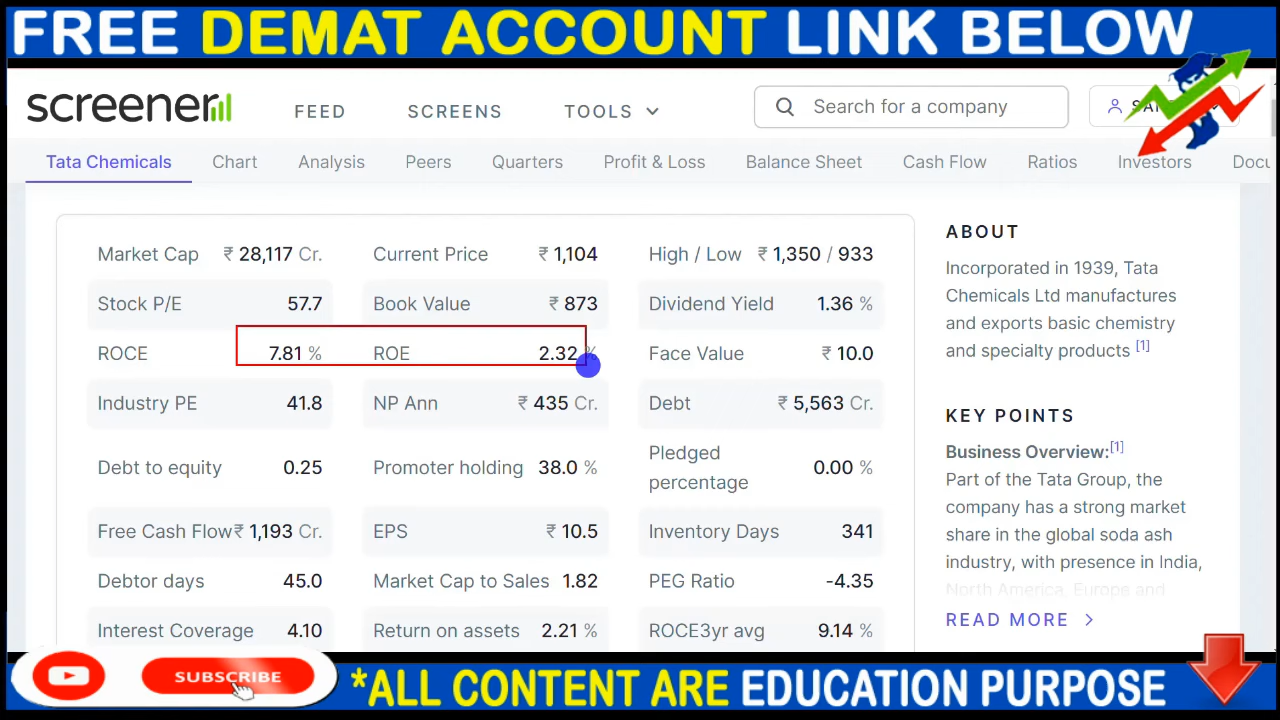 FREE DEMAT ACCOUNT LINK BELOW
screener
FEED SCREENS TOOLS
Search for a company
Tata Chemicals Chart Analysis Peers Quarters Profit & Loss Balance Sheet Cash Flow Ratios Investors
Market Cap ₹ 28,117 Cr. Current Price ₹ 1,104 High / Low ₹ 1,350 / 933
Stock P/E 57.7 Book Value ₹ 873 Dividend Yield 1.36 %
ROCE 7.81 % ROE 2.32 % Face Value ₹ 10.0
Industry PE 41.8 NP Ann ₹ 435 Cr. Debt ₹ 5,563 Cr.
Debt to equity 0.25 Promoter holding 38.0 % Pledged percentage 0.00 %
Free Cash Flow ₹ 1,193 Cr. EPS ₹ 10.5 Inventory Days 341
Debtor days 45.0 Market Cap to Sales 1.82 PEG Ratio -4.35
Interest Coverage 4.10 Return on assets 2.21 % ROCE3yr avg 9.14 %
ABOUT
Incorporated in 1939, Tata
Chemicals Ltd manufactures
and exports basic chemistry
and specialty products [1]
KEY POINTS
Business Overview:[1]
Part of the Tata Group, the
company has a strong market
share in the global soda ash
industry, with presence in India,
North America, Europe and
READ MORE
SUBSCRIBE
*ALL CONTENT ARE EDUCATION PURPOSE